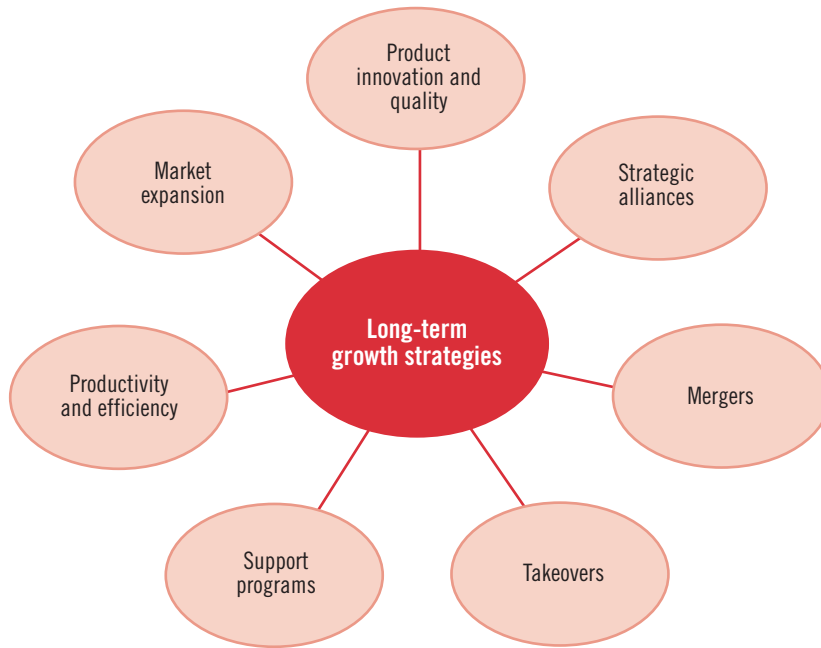 Product
innovation and
quality
Strategic
alliances
Mergers
Takeovers
Support
programs
Productivity
and efficiency
Market
expansion
Long-term
growth strategies